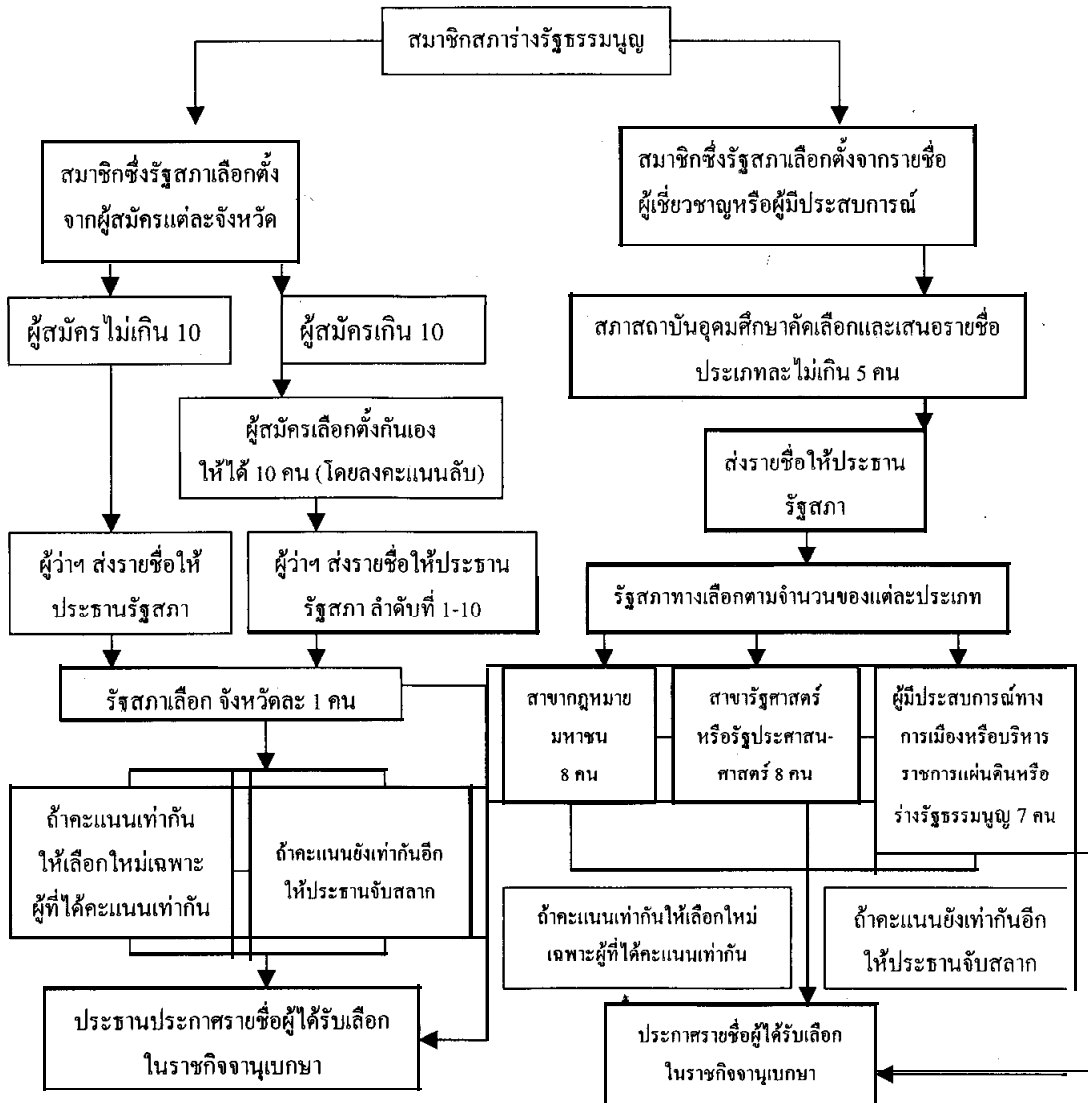 สมาชิกสภาร่างรัฐธรรมนูญ
สมาชิกซึ่งรัฐสภาเลือกตั้ง
จากผู้สมัครแต่ละจังหวัด
สมาชิกซึ่งรัฐสภาเลือกตั้งจากรายชื่อ
ผู้เชี่ยวชาญหรือผู้มีประสบการณ์
ผู้สมัครไม่เกิน 10
ผู้สมัครเกิน 10
สภาสถาบันอุดมศึกษาคัดเลือกและเสนอรายชื่อ
ประเภทละไม่เกิน 5 คน
ผู้สมัครเลือกตั้งกันเอง
ให้ได้ 10 คน (โดยลงคะแนนลับ)
ส่งรายชื่อให้ประธาน
รัฐสภา
ผู้ว่าฯ ส่งรายชื่อให้
ประธานรัฐสภา
ผู้ว่าฯ ส่งรายชื่อให้ประธาน
รัฐสภา ลำดับที่ 1-10
รัฐสภาทางเลือกตามจำนวนของแต่ละประเภท
รัฐสภาเลือก จังหวัดละ 1 คน
สาขากฎหมาย
มหาชน
8 คน
สาขารัฐศาสตร์
หรือรัฐประศาสน-
ศาสตร์ 8 คน
ผู้มีประสบการณ์ทาง
การเมืองหรือบริหาร
ราชการแผ่นดินหรือ
ร่างรัฐธรรมนูญ 7 คน
ถ้าคะแนนเท่ากัน
ให้เลือกใหม่เฉพาะ
ผู้ที่ได้คะแนนเท่ากัน
ถ้าคะแนนยังเท่ากันอีก
ให้ประธานจับสลาก
ถ้าคะแนนเท่ากันให้เลือกใหม่
เฉพาะผู้ที่ได้คะแนนเท่ากัน
ถ้าคะแนนยังเท่ากันอีก
ให้ประธานจับสลาก
ประธานประกาศรายชื่อผู้ได้รับเลือก
ในราชกิจจานุเบกษา
ประกาศรายชื่อผู้ได้รับเลือก
ในราชกิจจานุเบกษา